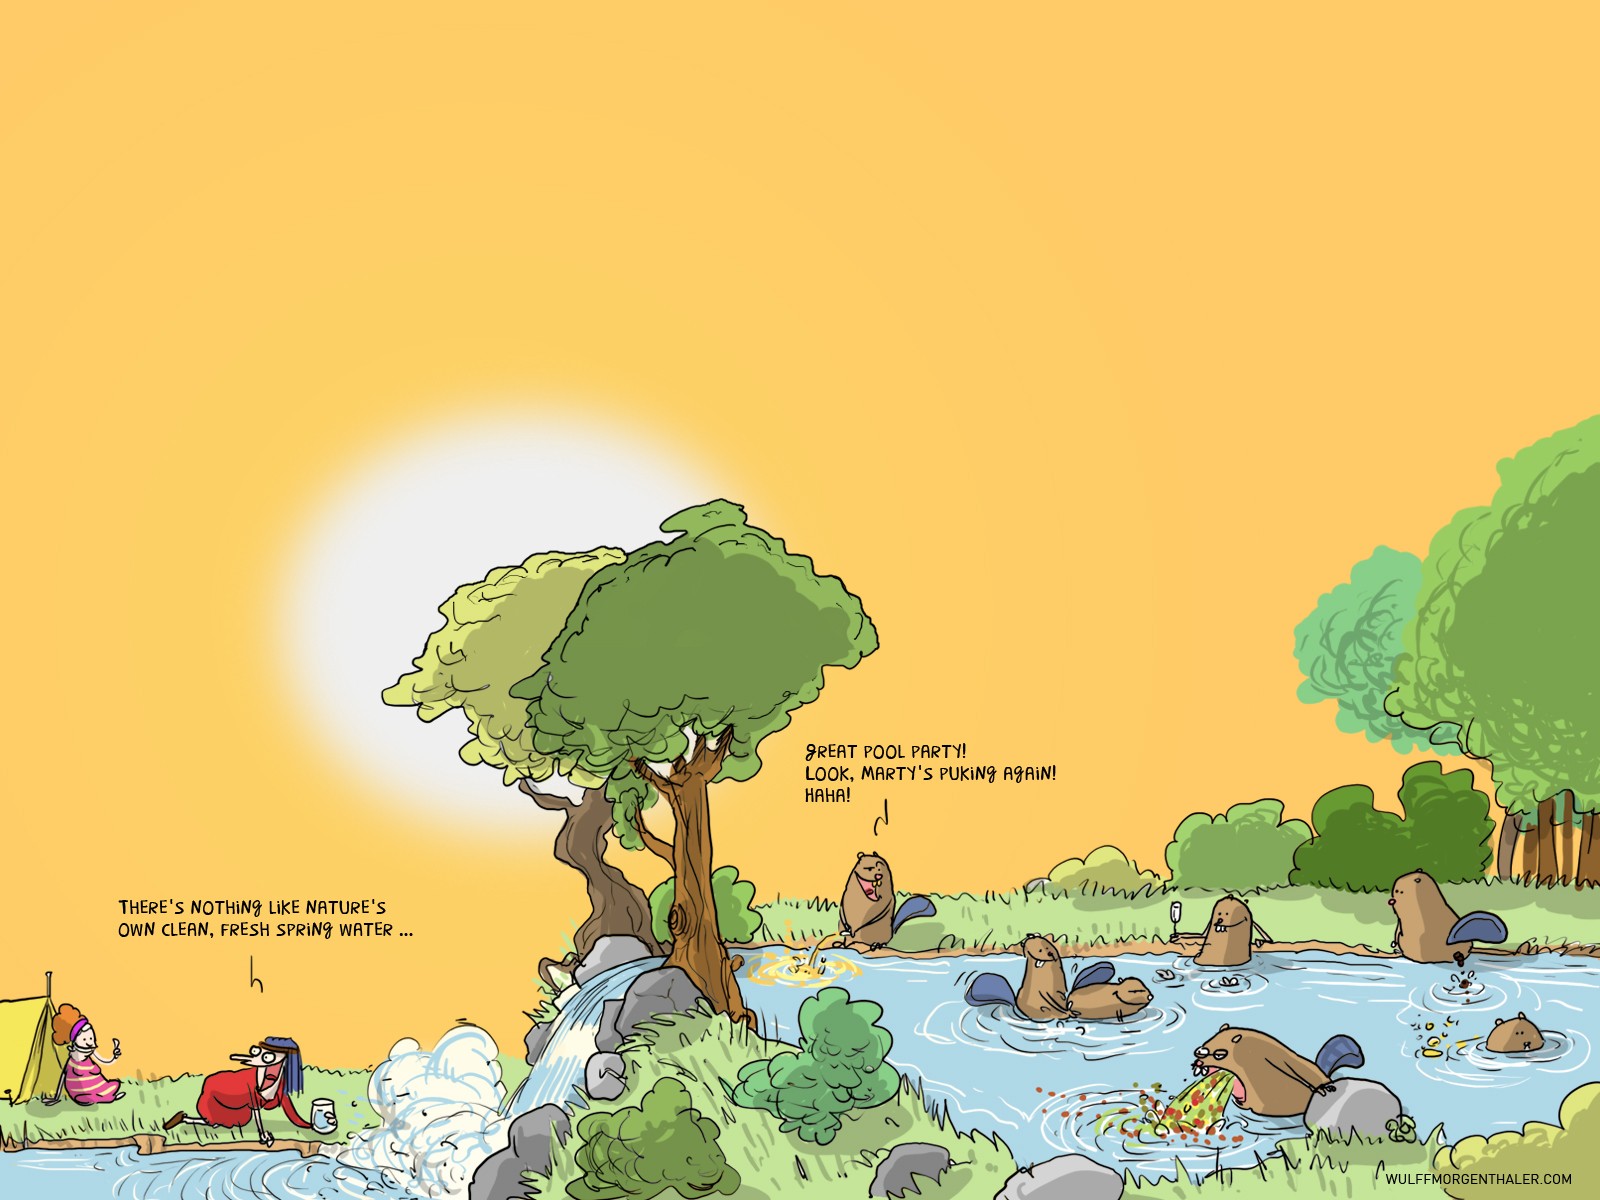 THERE'S NOTHING LIKE NATURE'S
OWN CLEAN, FRESH SPRING WATER ...
GREAT POOL PARTY!
LOOK, MARTY'S PUKING AGAIN!
HAHA!
WULFFMORGENTHALER.COM